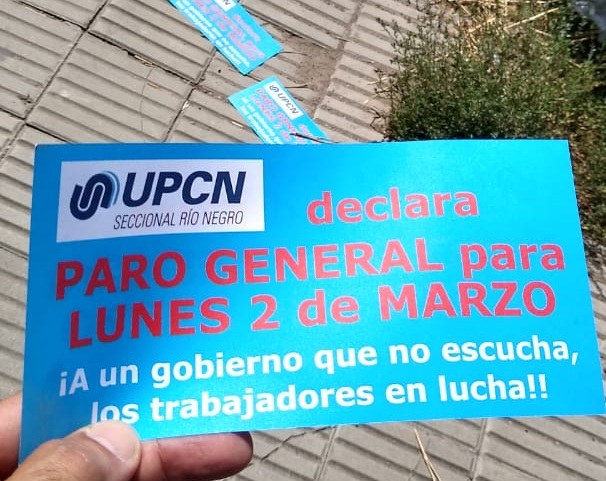 UPCN
SECCIONAL RÍO NEGRO
declara
PARO GENERAL para
LUNES 2 de MARZO
¡A un gobierno que no escucha,
los trabajadores en lucha!!
UPCN